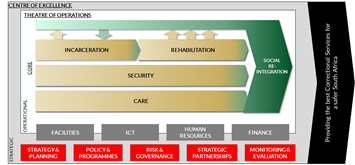 CENTRE OF EXCELLENCE
THEATRE OF OPERATIONS
CORE
INCARCERATION
REHABILITATION
SOCIAL
RE-
INTEGRATION
SECURITY
CARE
OPERATIONAL
FACILITIES
ICT
HUMAN
RESOURCES
FINANCE
STRATEGIC
STRATEGY &
PLANNING
POLICY &
PROGRAMMES
RISK &
GOVERNANCE
STRATEGIC
PARTNERSHIPS
MONITORING
& EVALUATION
Providing the best Correctional Services for
a safer South Africa